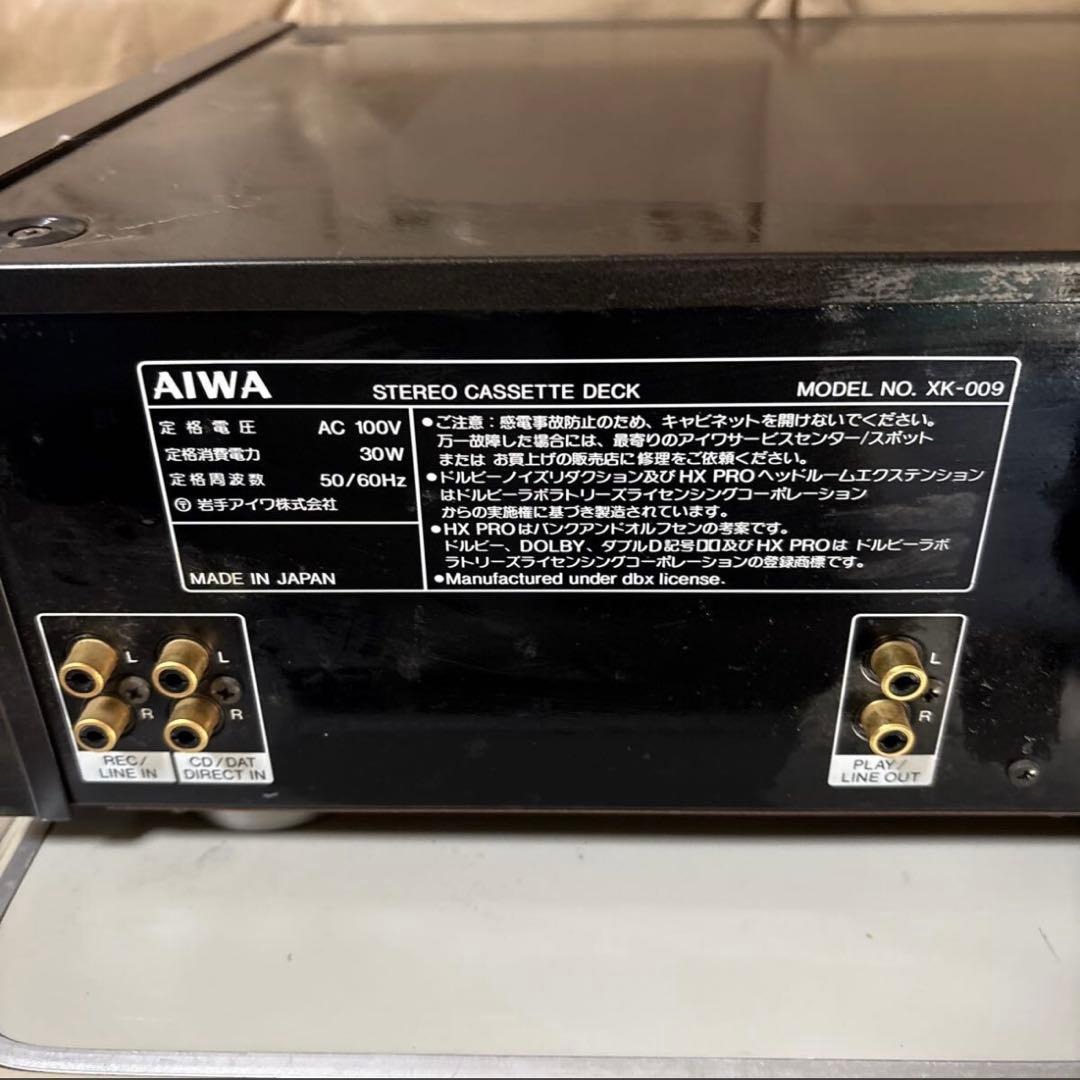 AIWA STEREO CASSETTE DECK MODEL NO. XK-009
定格電圧 AC 100V
定格消費電力 30W
定格周波数 50/60Hz
〒 岩手アイワ株式会社
MADE IN JAPAN
●ご注意：感電事故防止のため、キャビネットを開けないでください。
万一故障した場合には、最寄りのアイワサービスセンター/スポット
または お買上げの販売店に修理をご依頼ください。
●ドルビーノイズリダクション及びHX PROヘッドルームエクステンション
はドルビーラボラトリーズライセンシングコーポレーション
からの実施権に基づき製造されています。
●HX PROはバングアンドオルフセンの考案です。
ドルビー、DOLBY、ダブルD記号及びHX PROは ドルビーラボ
ラトリーズライセンシングコーポレーションの登録商標です。
●Manufactured under dbx license.
L
R
REC/
LINE IN
L
R
CD/DAT
DIRECT IN
L
R
PLAY/
LINE OUT